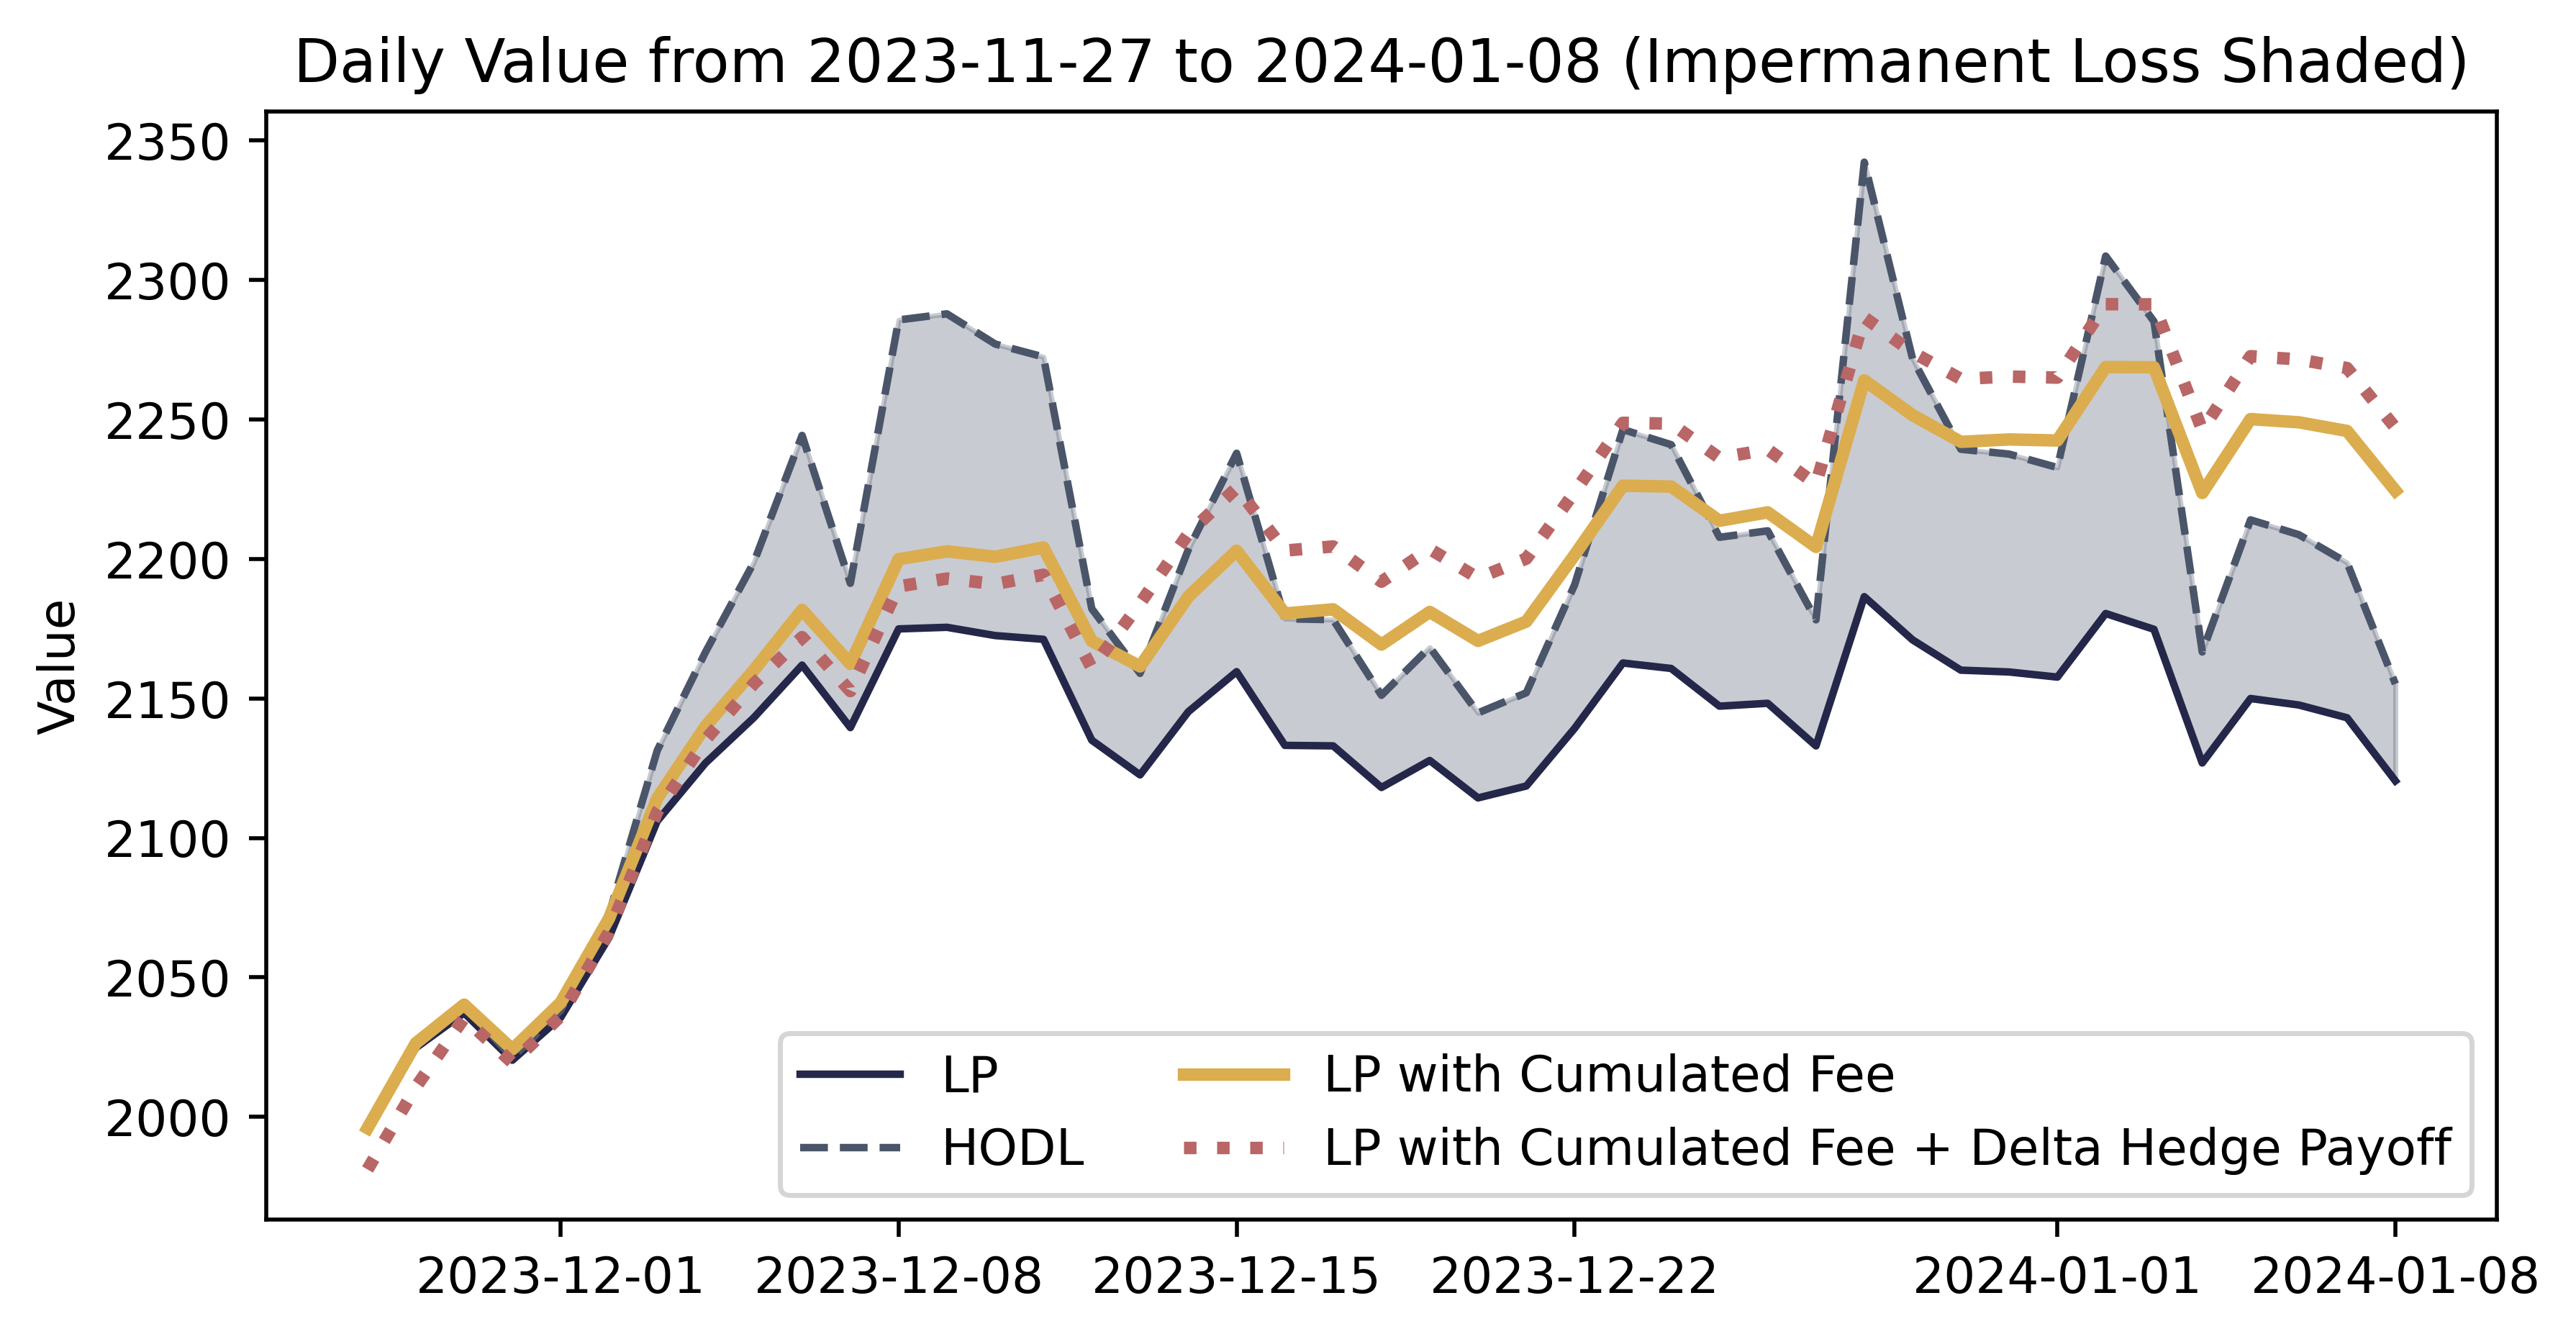 Daily Value from 2023-11-27 to 2024-01-08 (Impermanent Loss Shaded)
Value
2350
2300
2250
2200
2150
2100
2050
2000
LP
HODL
LP with Cumulated Fee
LP with Cumulated Fee + Delta Hedge Payoff
2023-12-01 2023-12-08 2023-12-15 2023-12-22 2024-01-01 2024-01-08